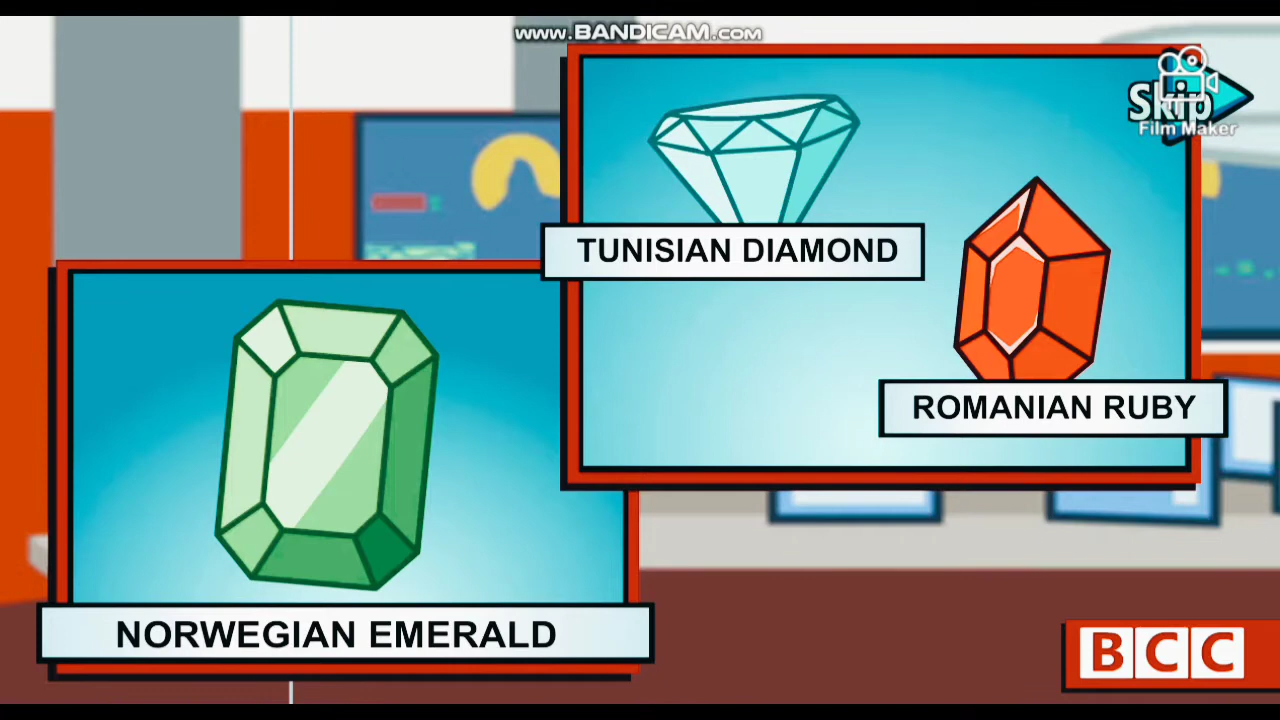 www.BANDICAM.com
Skip
Film Maker
TUNISIAN DIAMOND
ROMANIAN RUBY
NORWEGIAN EMERALD
BCC